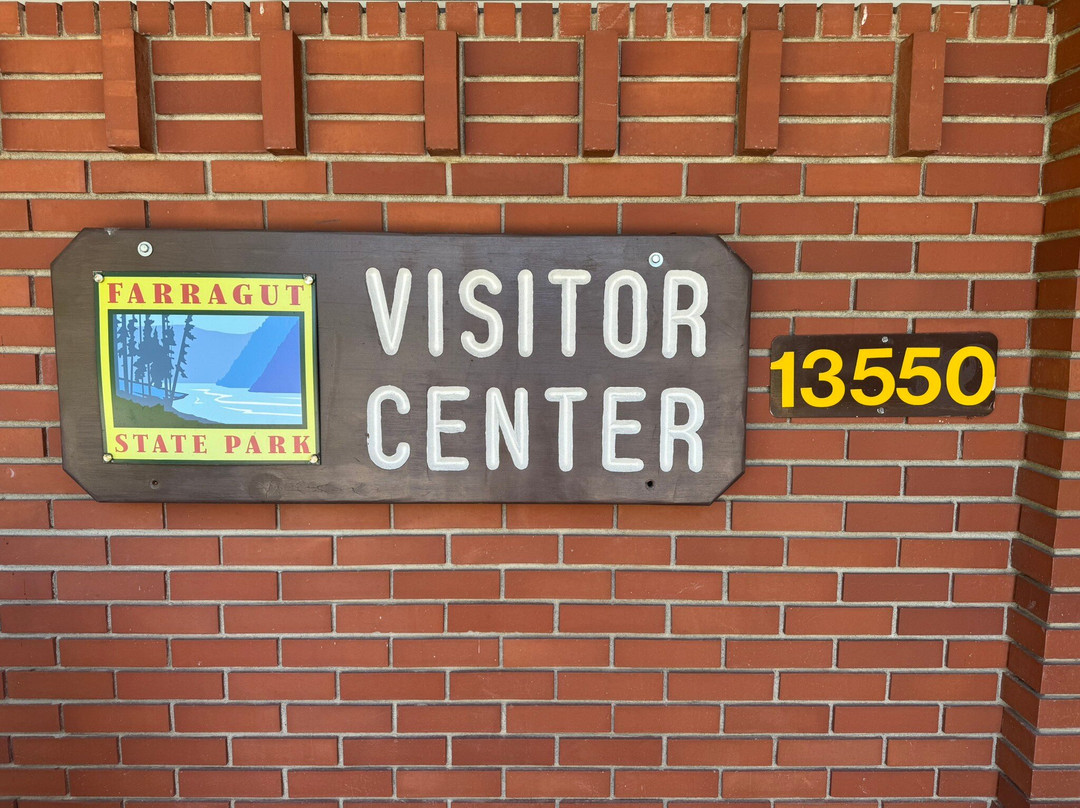 FARRAGUT
STATE PARK
VISITOR
CENTER
13550